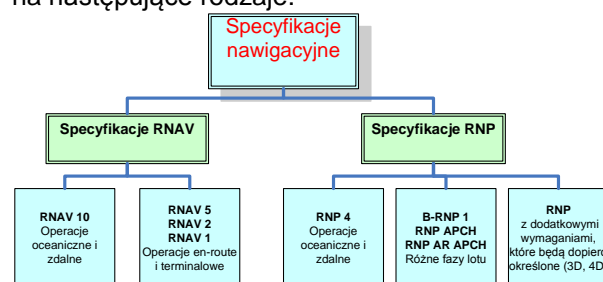 na następujące rodzaje:
Specyfikacje
nawigacyjne
Specyfikacje RNAV
Specyfikacje RNP
RNAV 10
Operacje
oceaniczne i
zdalne
RNAV 5
RNAV 2
RNAV 1
Operacje en-route
i terminalowe
RNP 4
Operacje
oceaniczne i
zdalne
B-RNP 1
RNP APCH
RNP AR APCH
Różne fazy lotu
RNP
z dodatkowymi
wymaganiami,
które będą dopiero
określone (3D, 4D